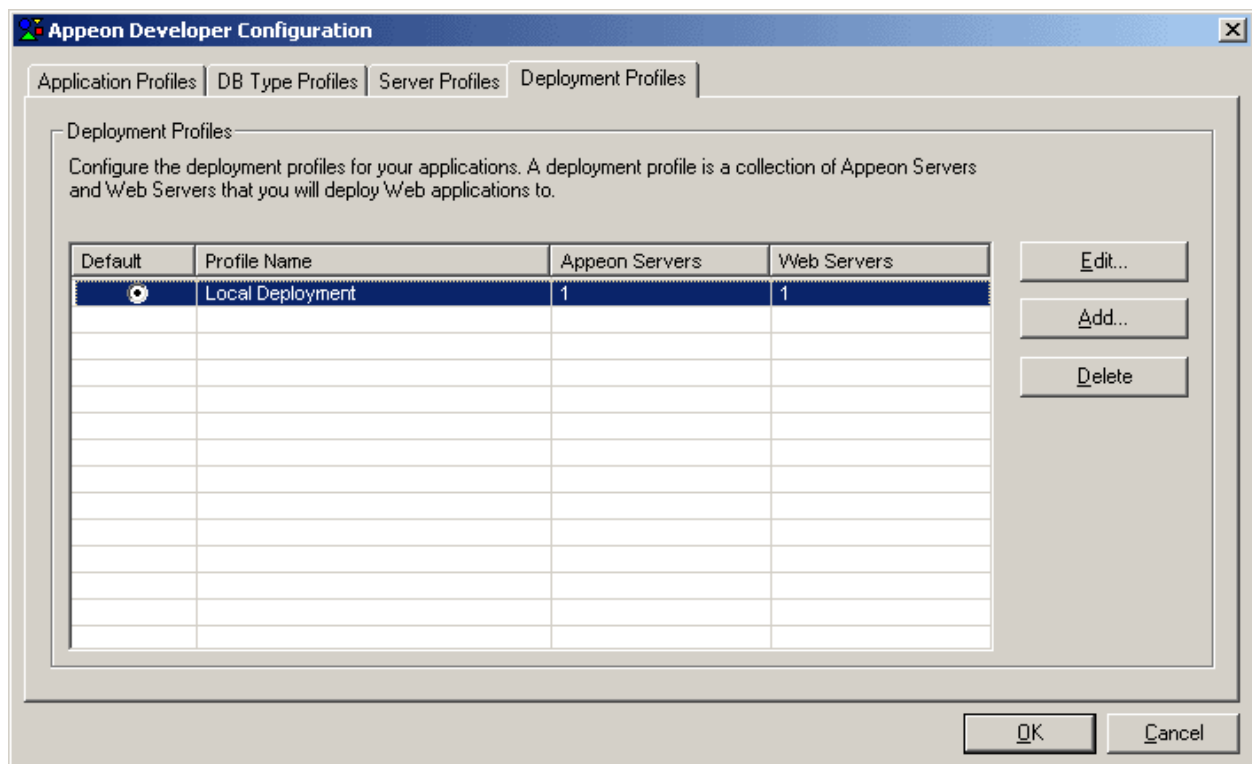 Appeon Developer Configuration
Application Profiles DB Type Profiles Server Profiles Deployment Profiles
Deployment Profiles
Configure the deployment profiles for your applications. A deployment profile is a collection of Appeon Servers
and Web Servers that you will deploy Web applications to.
Default Profile Name Appeon Servers Web Servers
Local Deployment 1 1
Edit...
Add...
Delete
OK Cancel